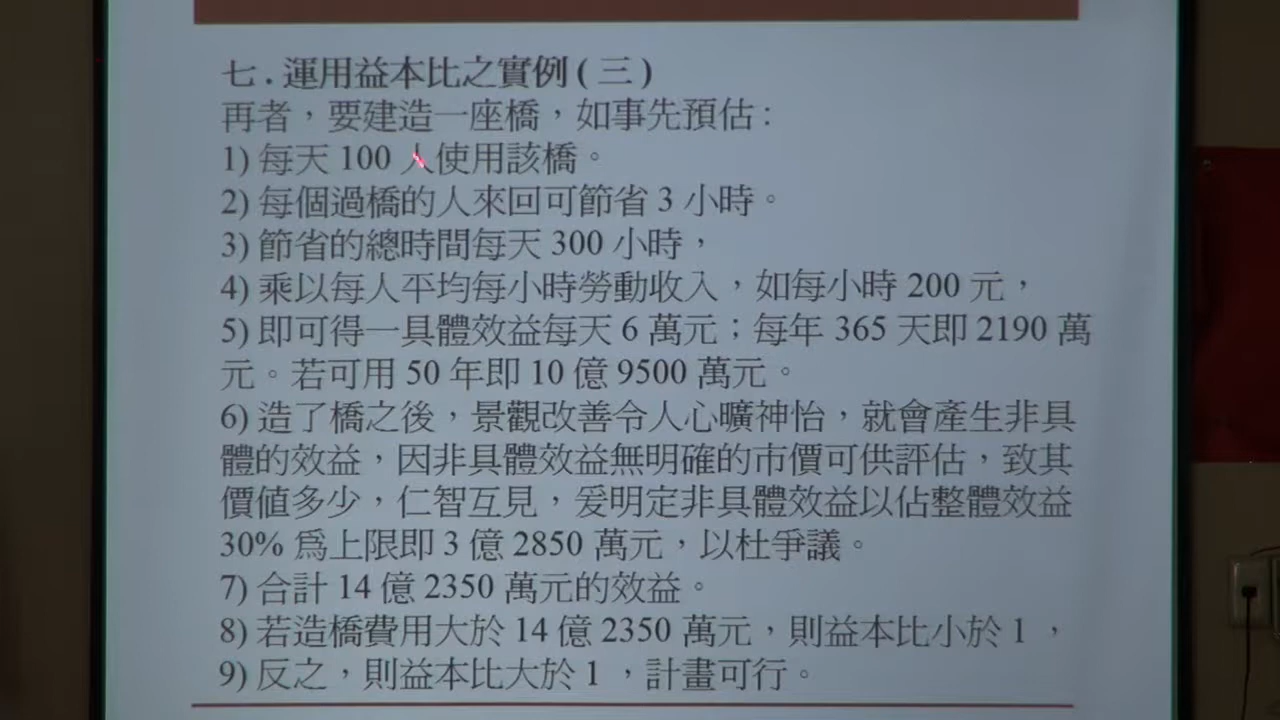 七.運用益本比之實例(三)
再者，要建造一座橋，如事先預估:
1) 每天 100 人使用該橋。
2) 每個過橋的人來回可節省 3 小時。
3) 節省的總時間每天 300 小時，
4) 乘以每人平均每小時勞動收入，如每小時 200 元，
5) 即可得一具體效益每天 6 萬元；每年 365 天即 2190 萬
元。若可用 50 年即 10 億 9500 萬元。
6) 造了橋之後，景觀改善令人心曠神怡，就會產生非具
體的效益，因非具體效益無明確的市價可供評估，致其
價值多少，仁智互見，爰明定非具體效益以佔整體效益
30% 為上限即 3 億 2850 萬元，以杜爭議。
7) 合計 14 億 2350 萬元的效益。
8) 若造橋費用大於 14 億 2350 萬元，則益本比小於 1，
9) 反之，則益本比大於 1，計畫可行。